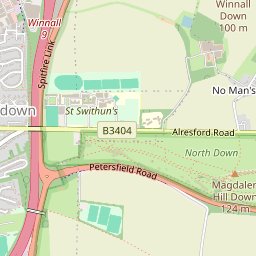 Winnall
9
Winnall
Down
100 m
Spitfire Link
No Man's
St Swithun's
down
B3404
Alresford Road
North Down
Petersfield Road
Magdalen
Hill Down
124 m